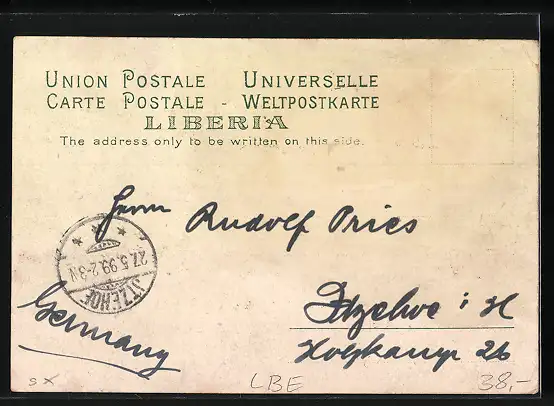 UNION POSTALE UNIVERSELLE
CARTE POSTALE - WELTPOSTKARTE
LIBERIA
The address only to be written on this side.
Herrn Rudolf Pries
Itzehoe i H
Holzkamp 26
Germany
ITZEHOE
27.5.99.2-3N
sx
LBE
38,-